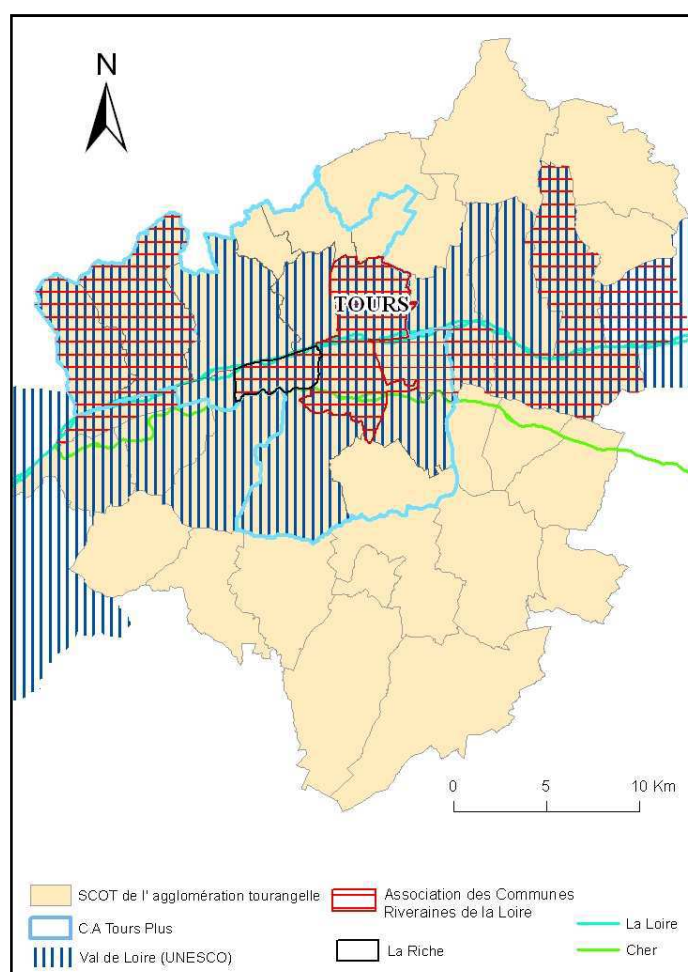 N
TOURS
0 5 10 Km
SCOT de l' agglomération tourangelle
C.A Tours Plus
Val de Loire (UNESCO)
Association des Communes
Riveraines de la Loire
La Riche
La Loire
Cher